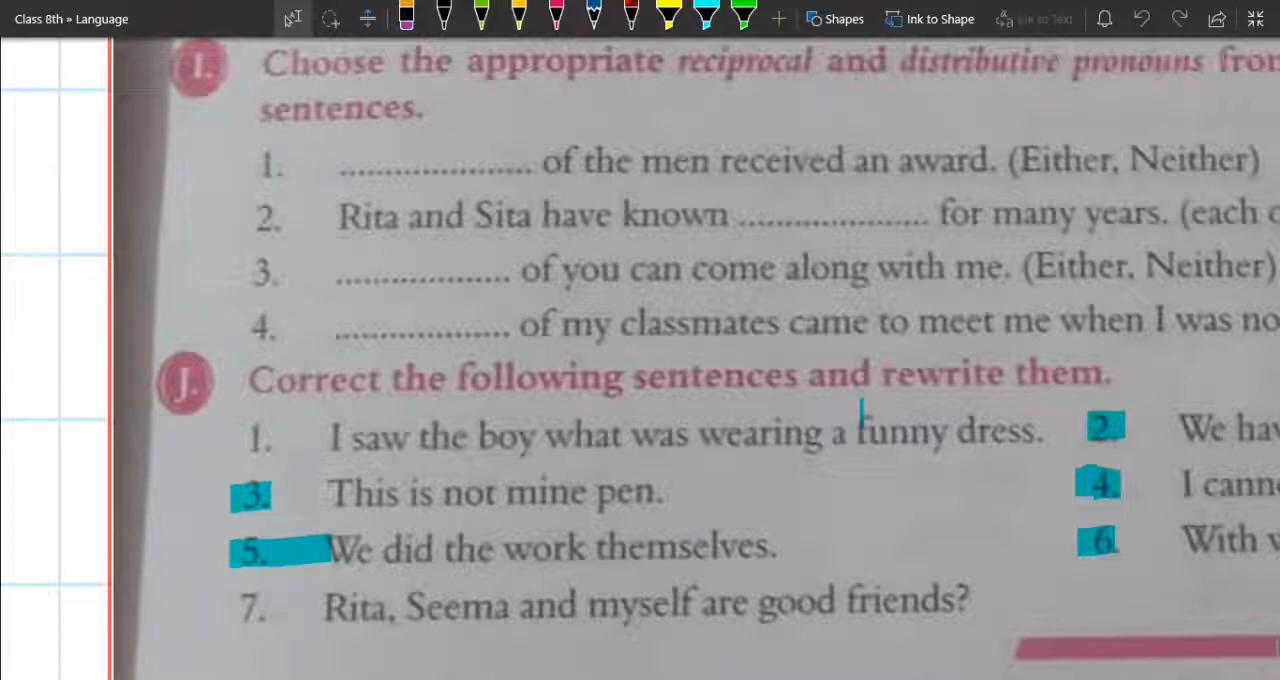 Class 8th » Language
Shapes
Ink to Shape
Ink to Text
I. Choose the appropriate reciprocal and distributive pronouns
sentences.
1. .................... of the men received an award. (Either, Neither)
2. Rita and Sita have known .................... for many years. (each
3. .................... of you can come along with me. (Either, Neither)
4. .................... of my classmates came to meet me when I was
J. Correct the following sentences and rewrite them.
1. I saw the boy what was wearing a funny dress. 2. We
3. This is not mine pen. 4. I
5. We did the work themselves. 6. With
7. Rita, Seema and myself are good friends?